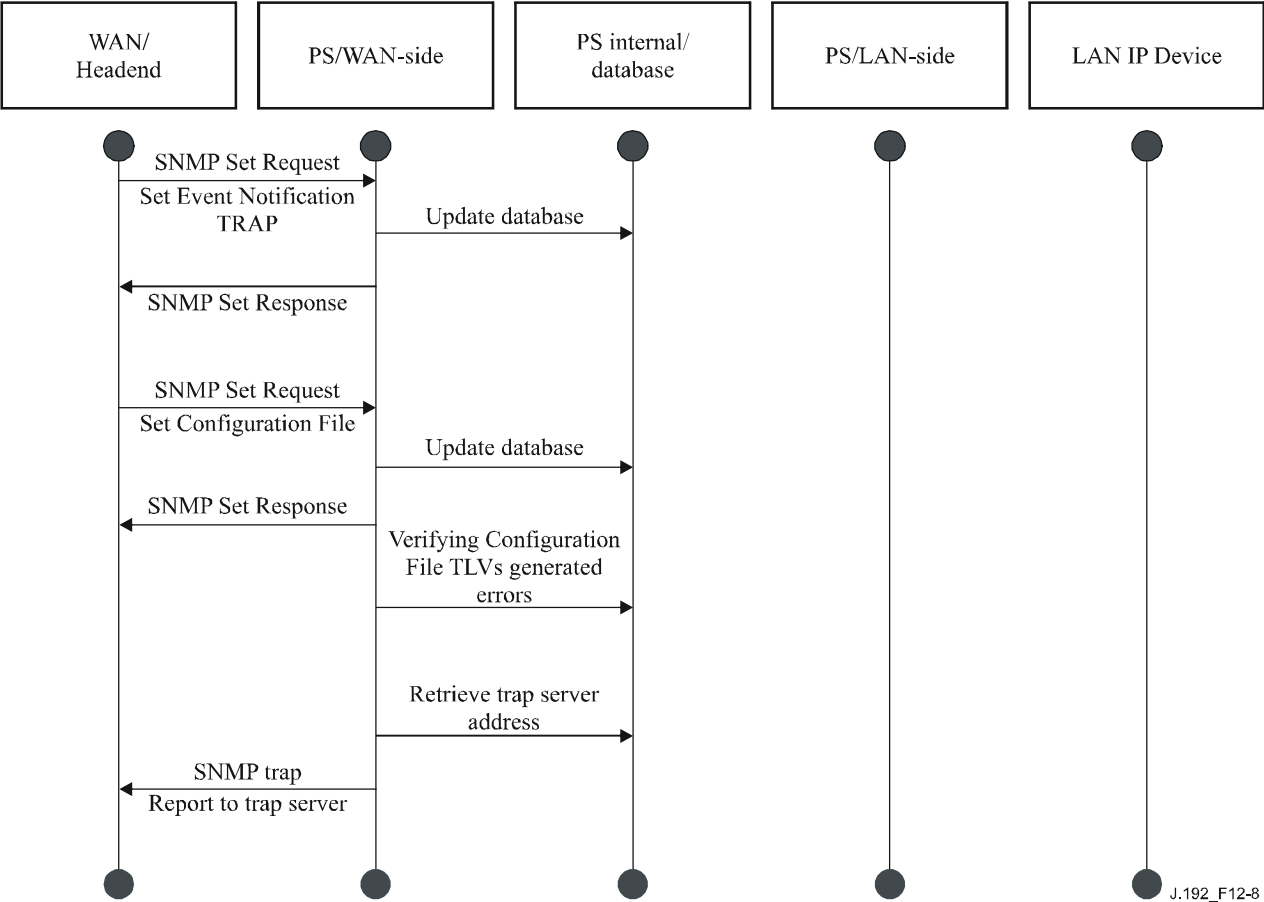 WAN/
Headend
PS/WAN-side
PS internal/
database
PS/LAN-side
LAN IP Device
SNMP Set Request
Set Event Notification
TRAP
Update database
SNMP Set Response
SNMP Set Request
Set Configuration File
Update database
SNMP Set Response
Verifying Configuration
File TLVs generated
errors
Retrieve trap server
address
SNMP trap
Report to trap server
J.192_F12-8